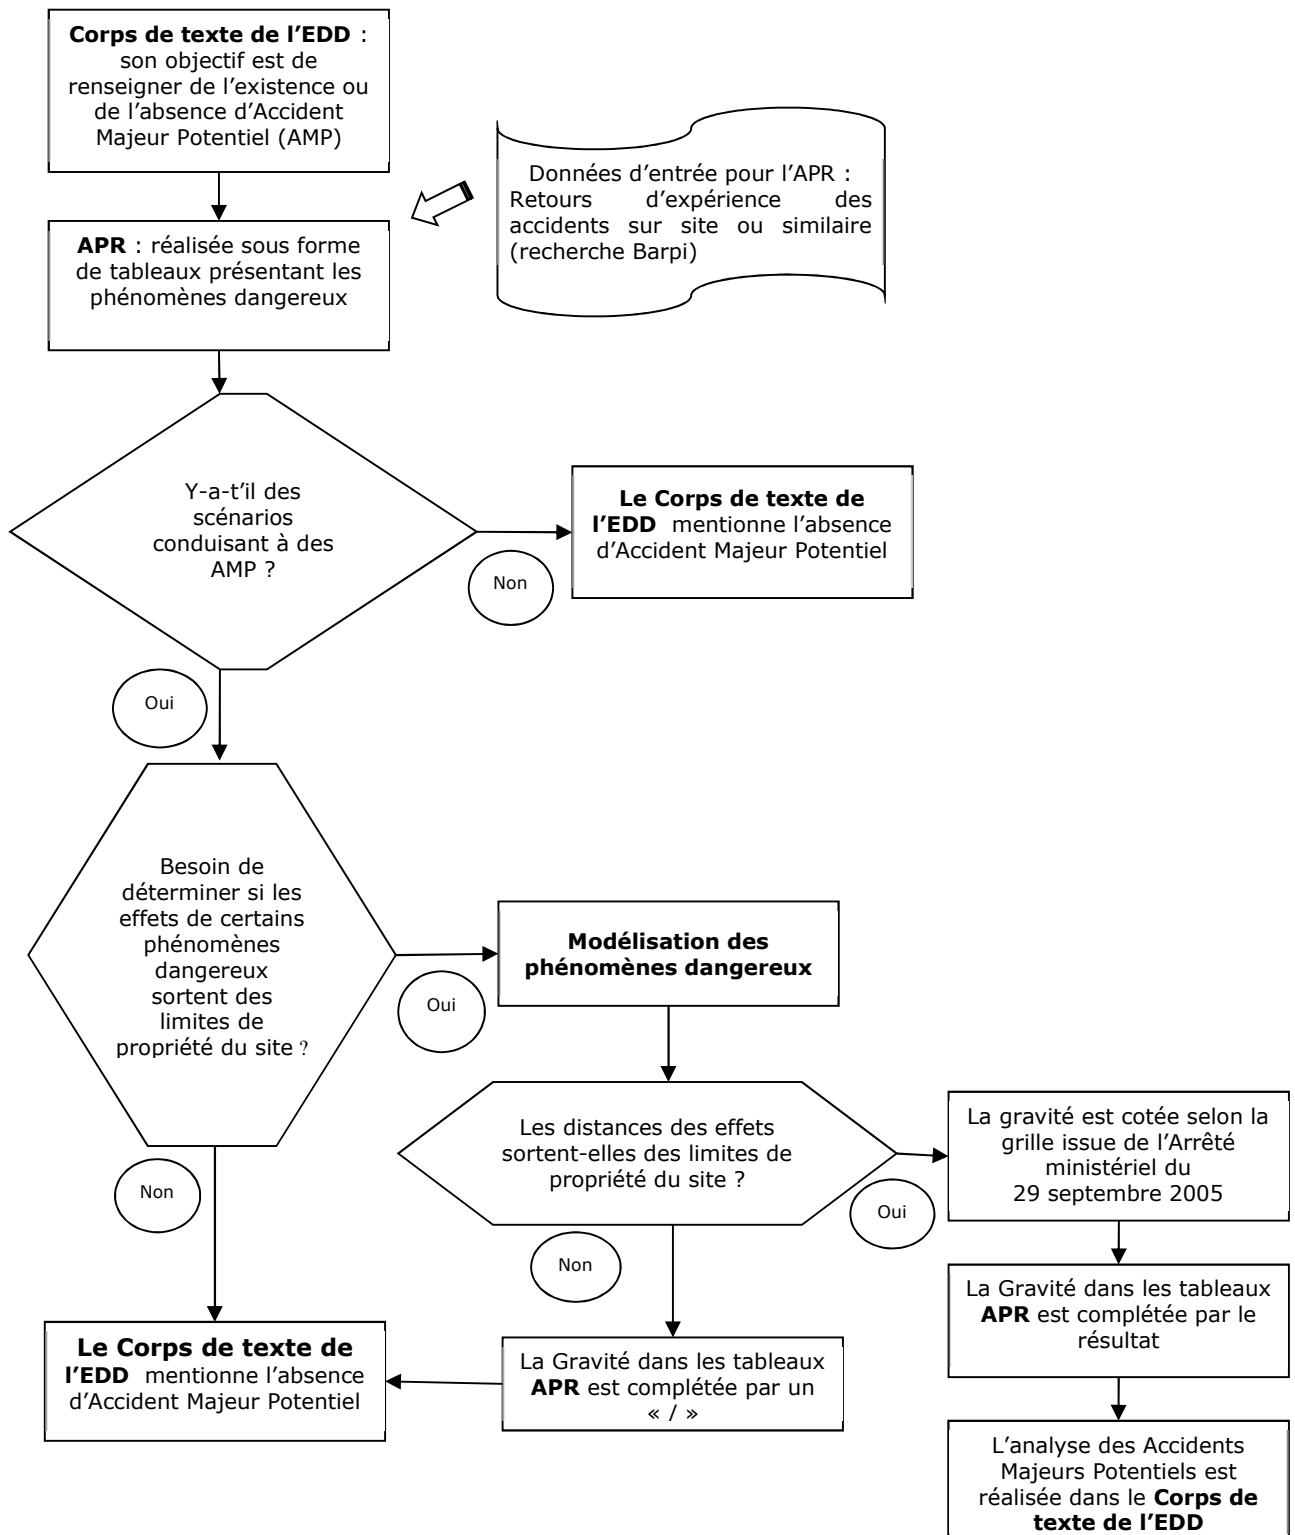 Corps de texte de l’EDD :
son objectif est de
renseigner de l’existence ou
de l’absence d’Accident
Majeur Potentiel (AMP)
Données d’entrée pour l’APR :
Retours d’expérience des
accidents sur site ou similaire
(recherche Barpi)
APR : réalisée sous forme
de tableaux présentant les
phénomènes dangereux
Y-a-t’il des
scénarios
conduisant à des
AMP ?
Non
Le Corps de texte de
l’EDD mentionne l’absence
d’Accident Majeur Potentiel
Oui
Besoin de
déterminer si les
effets de certains
phénomènes
dangereux
sortent des
limites de
propriété du site ?
Oui
Modélisation des
phénomènes dangereux
Non
Les distances des effets
sortent-elles des limites de
propriété du site ?
Oui
La gravité est cotée selon la
grille issue de l’Arrêté
ministériel du
29 septembre 2005
Non
La Gravité dans les tableaux
APR est complétée par le
résultat
Le Corps de texte de
l’EDD mentionne l’absence
d’Accident Majeur Potentiel
La Gravité dans les tableaux
APR est complétée par un
« / »
L’analyse des Accidents
Majeurs Potentiels est
réalisée dans le Corps de
texte de l’EDD